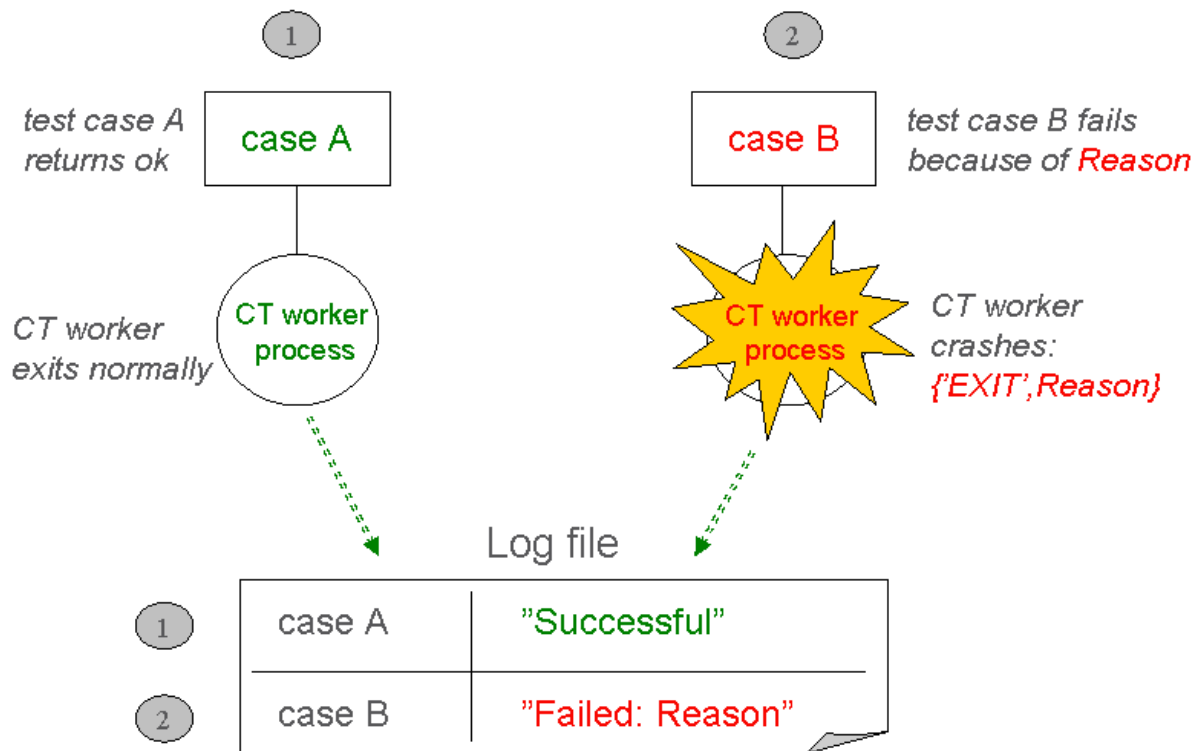 1
2
test case A
returns ok
case A
case B
test case B fails
because of Reason
CT worker
exits normally
CT worker
process
CT worker
process
CT worker
crashes:
{’EXIT’,Reason}
Log file
1
case A
”Successful”
2
case B
”Failed: Reason”